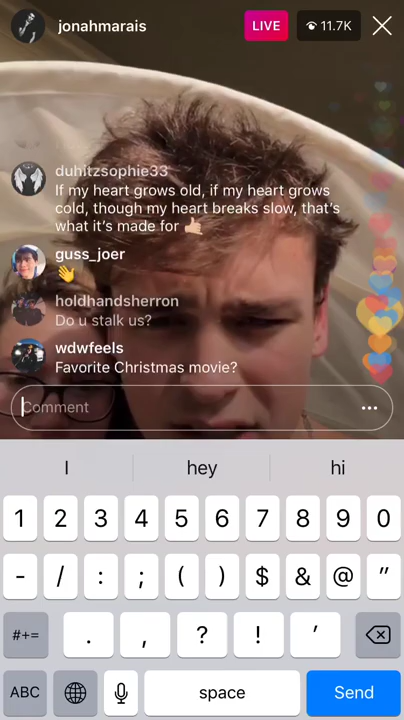 jonahmarais
LIVE
11.7K
duhitzsophie33
If my heart grows old, if my heart grows
cold, though my heart breaks slow, that's
what it's made for 🤙🏼
guss_joer
👋
holdhandsherron
Do u stalk us?
wdwfeels
Favorite Christmas movie?
Comment
I hey hi
1 2 3 4 5 6 7 8 9 0
- / : ; ( ) $ & @ "
#+= . , ? ! '
ABC space Send